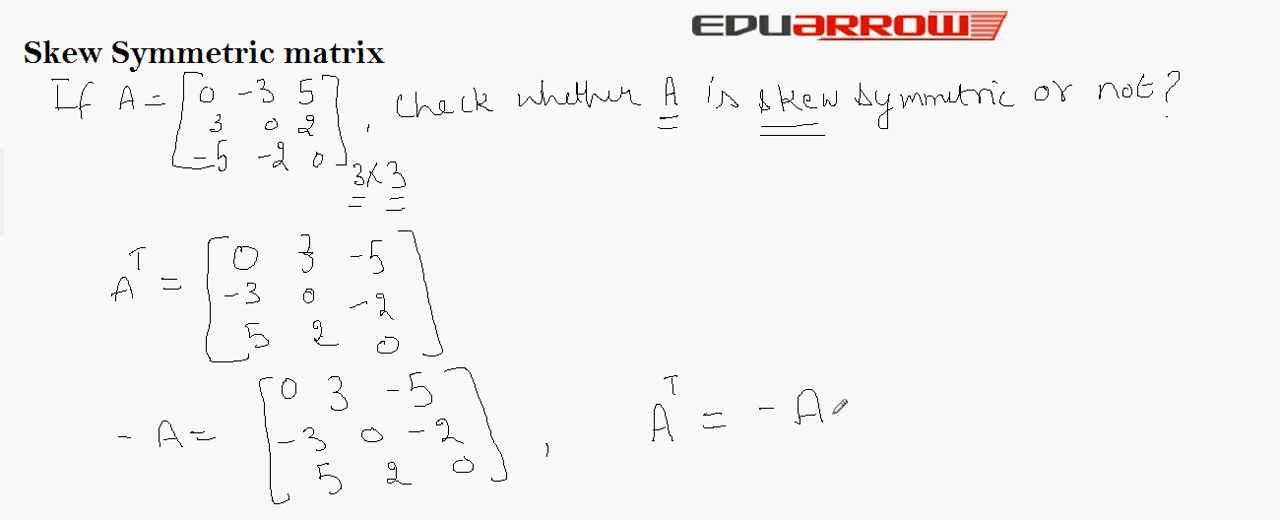 EDUARROW
Skew Symmetric matrix
If A = [0 -3 5
3 0 2
-5 -2 0] 3×3 , check whether A is skew symmetric or not?
A^T = [0 3 -5
-3 0 -2
5 2 0]
-A = [0 3 -5
-3 0 -2
5 2 0] , A^T = -A